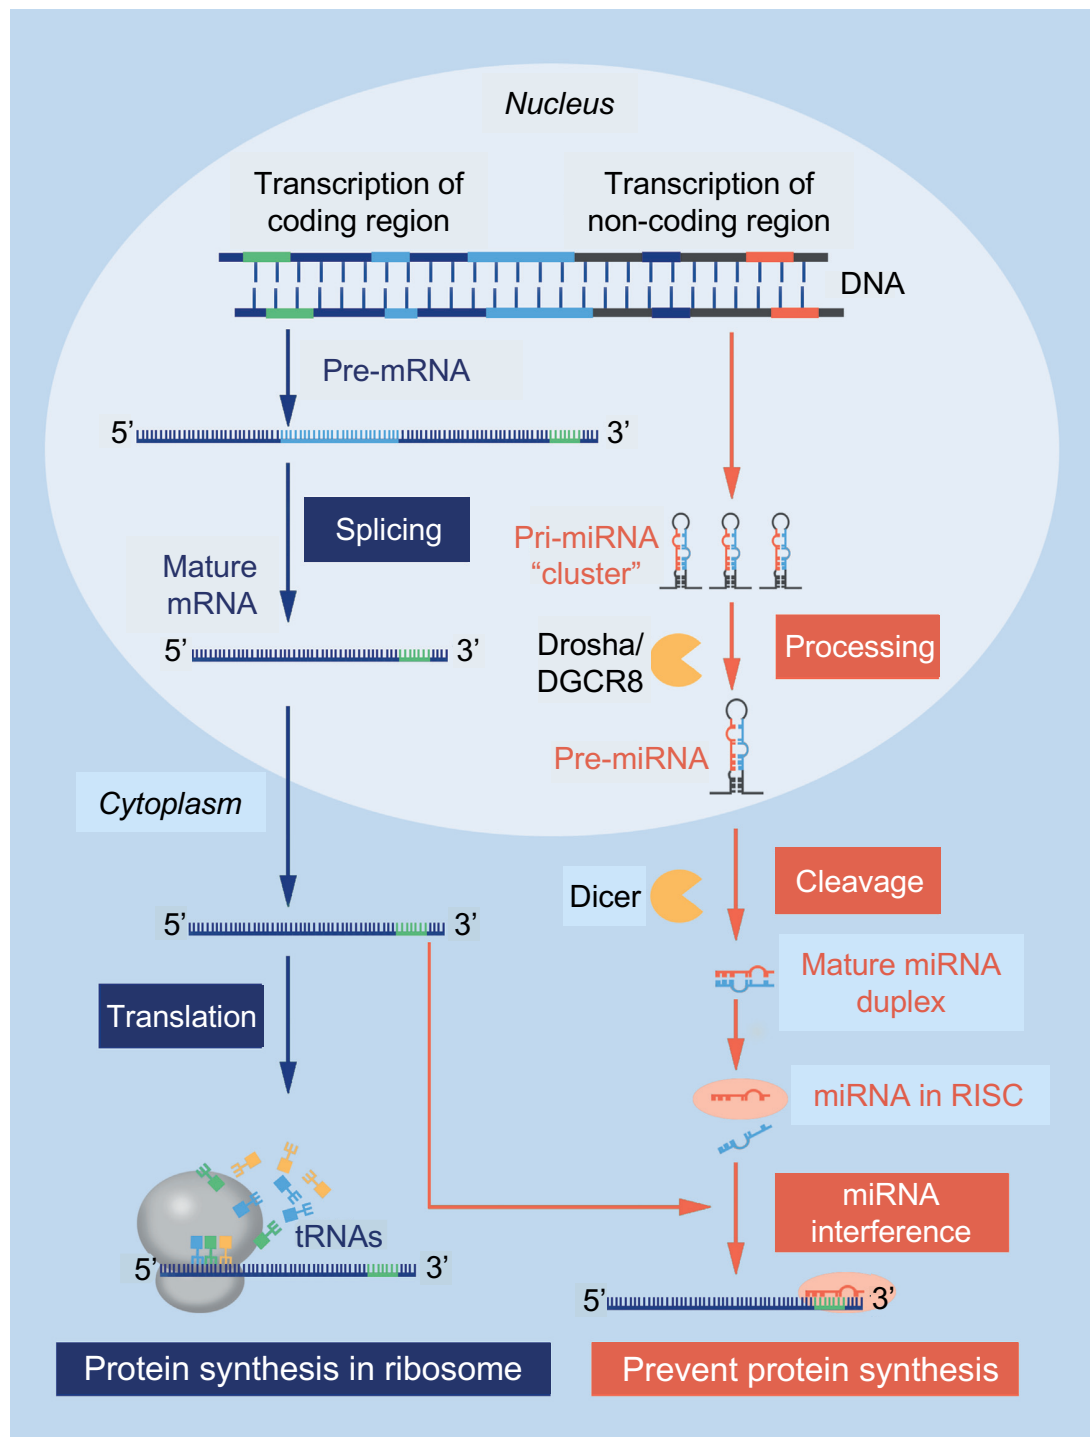 Nucleus
Transcription of
coding region
Transcription of
non-coding region
DNA
Pre-mRNA
5’
3’
Splicing
Mature
mRNA
5’
3’
Pri-miRNA
“cluster”
Drosha/
DGCR8
Processing
Pre-miRNA
Cytoplasm
Dicer
Cleavage
5’
3’
Mature miRNA
duplex
Translation
miRNA in RISC
miRNA
interference
tRNAs
5’
3’
5’
3’
Protein synthesis in ribosome
Prevent protein synthesis